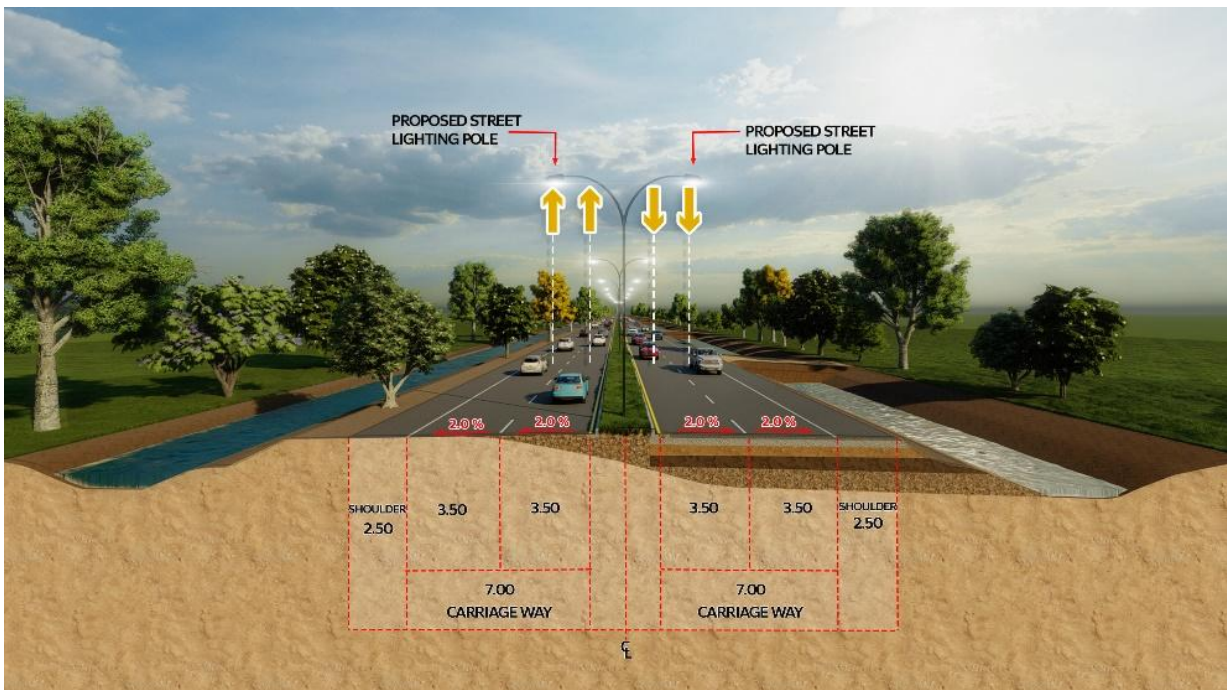 PROPOSED STREET
LIGHTING POLE
PROPOSED STREET
LIGHTING POLE
2.0 %
2.0 %
2.0 %
2.0 %
SHOULDER
2.50
3.50
3.50
3.50
3.50
SHOULDER
2.50
7.00
CARRIAGE WAY
7.00
CARRIAGE WAY
℄